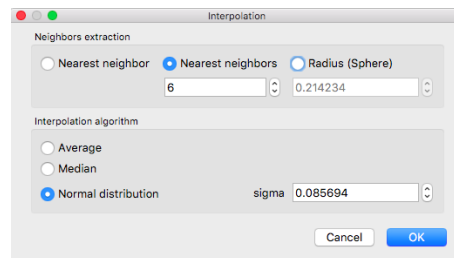 Interpolation
Neighbors extraction
Nearest neighbor Nearest neighbors Radius (Sphere)
6 0.214234
Interpolation algorithm
Average
Median
Normal distribution sigma 0.085694
Cancel OK